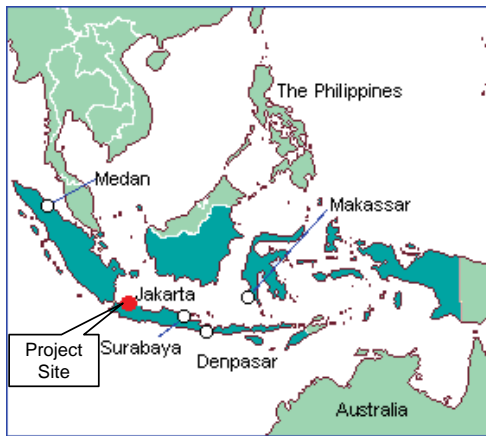 The Philippines
Medan
Makassar
Jakarta
Surabaya
Denpasar
Project
Site
Australia